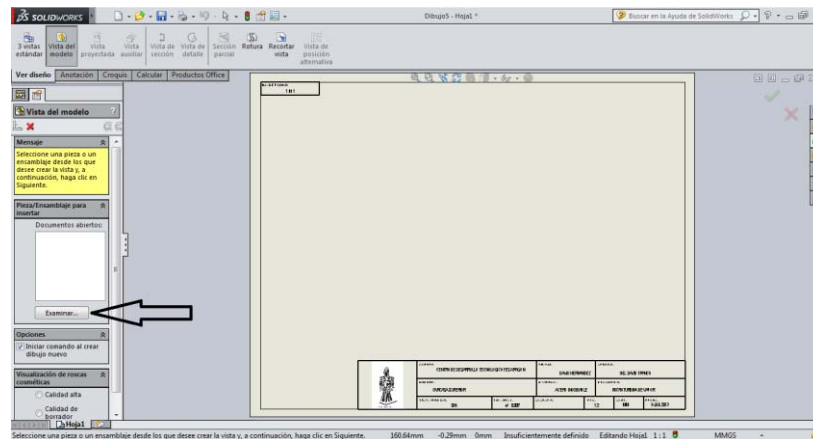 SOLIDWORKS
Dibujo5 - Hoja1 *
Buscar en la Ayuda de SolidWorks
3 vistas estándar
Vista del modelo
Vista proyectada
Vista auxiliar
Vista de sección
Vista de detalle
Sección parcial
Rotura
Recortar vista
Vista de posición alternativa
Ver diseño
Anotación
Croquis
Calcular
Productos Office
Vista del modelo
?
Mensaje
Seleccione una pieza o un
ensamblaje desde los que
desee crear la vista y, a
continuación, haga clic en
Siguiente.
Pieza/Ensamblaje para
insertar
Documentos abiertos:
Examinar...
Opciones
Iniciar comando al crear
dibujo nuevo
Visualización de roscas
cosméticas
Calidad alta
Calidad de
borrador
Hoja1
Seleccione una pieza o un ensamblaje desde los que desee crear la vista y, a continuación, haga clic en Siguiente.
160.64mm
-0.29mm
0mm
Insuficientemente definido
Editando Hoja1
1 : 1
MMGS